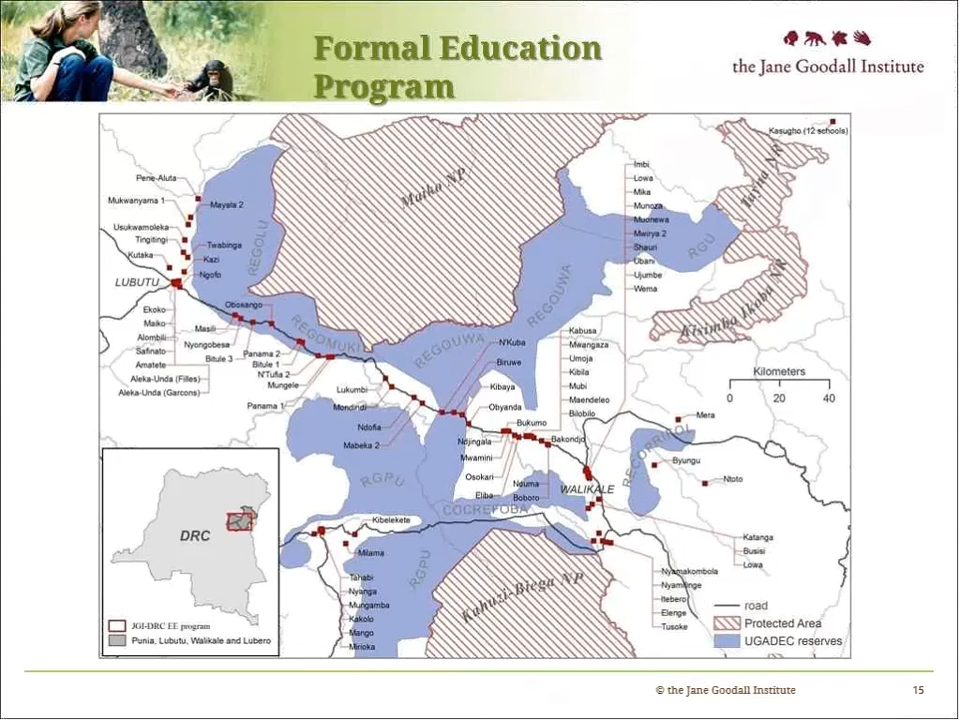 Formal Education
Program
the Jane Goodall Institute
Kasugho (12 schools)
Pene-Aluta
Mukwanyama 1
Mayala 2
Usukwamoleka
Tingitingi
Kutaka
Twabinga
Kazi
Ngofo
LUBUTU
Ekoko
Maiko
Alombili
Safinato
Amatete
Aleka-Unda (Filles)
Aleka-Unda (Garcons)
Obosango
Masili
Nyongobesa
Bitule 3
Panama 2
Bitule 1
N'Tufia 2
Mungele
Panama 1
REGOLU
REGOMUKI
REGOUWA
REGOUWA
Maiko NP
Tayna NR
Kisimba Ikoba NR
RGU
Imbi
Lowa
Mika
Munoza
Muonewa
Mwirya 2
Shauri
Ubani
Ujumbe
Wema
Lukumbi
Mondindi
Ndofia
Mabeka 2
N'Kuba
Biruwe
Kibaya
Obyanda
Bukumo
Ndjingala
Mwamini
Osokari
Eliba
Nduma
Boboro
Bakondjo
Kabusa
Mwangaza
Umoja
Kibila
Mubi
Maendeleo
Bilobilo
WALIKALE
Kilometers
0 20 40
Mera
Byungu
Ntoto
RECOPRIFOL
RGPU
COCREFOBA
RGPU
Kahuzi-Biega NP
Kibelekete
Milama
Tahabi
Nyanga
Mungamba
Kakolo
Mango
Mirioka
Katanga
Busisi
Lowa
Nyamakombola
Nyamilinge
Itebero
Elenge
Tusoke
DRC
JGI-DRC EE program
Punia, Lubutu, Walikale and Lubero
road
Protected Area
UGADEC reserves
© the Jane Goodall Institute
15